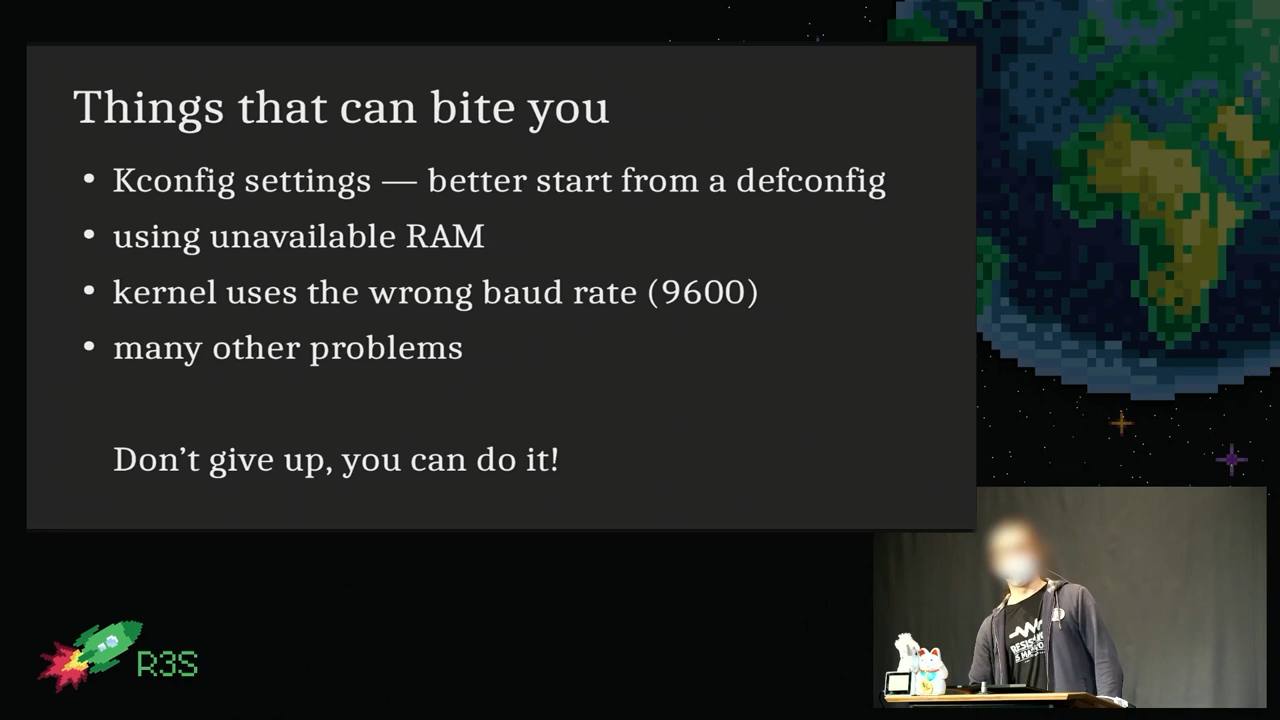 Things that can bite you
• Kconfig settings — better start from a defconfig
• using unavailable RAM
• kernel uses the wrong baud rate (9600)
• many other problems
Don’t give up, you can do it!
R3S